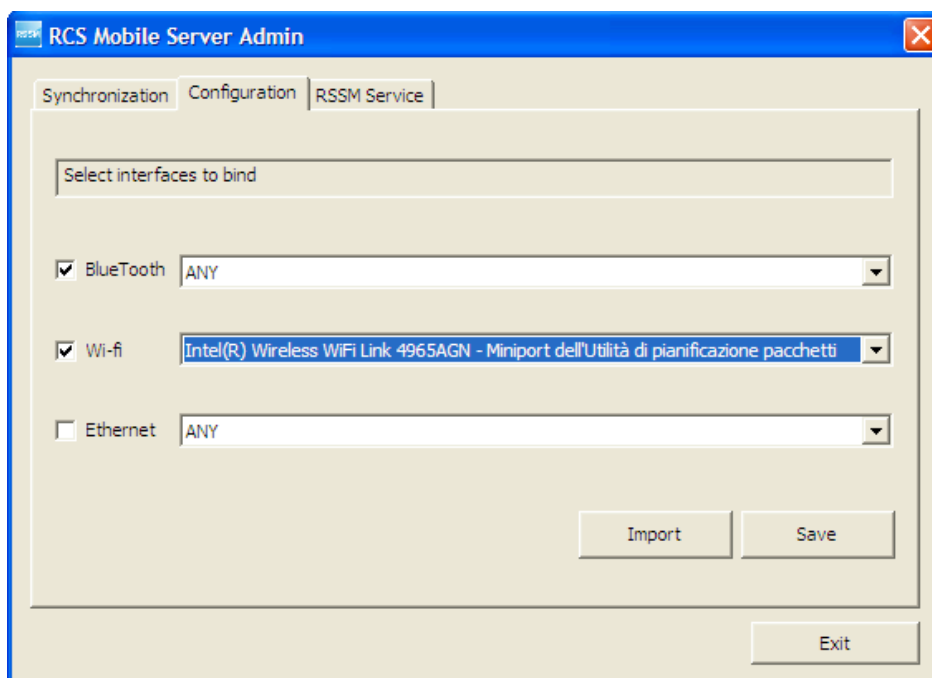 RSSM RCS Mobile Server Admin
Synchronization Configuration RSSM Service
Select interfaces to bind
BlueTooth ANY
Wi-fi Intel(R) Wireless WiFi Link 4965AGN - Miniport dell'Utilità di pianificazione pacchetti
Ethernet ANY
Import Save
Exit